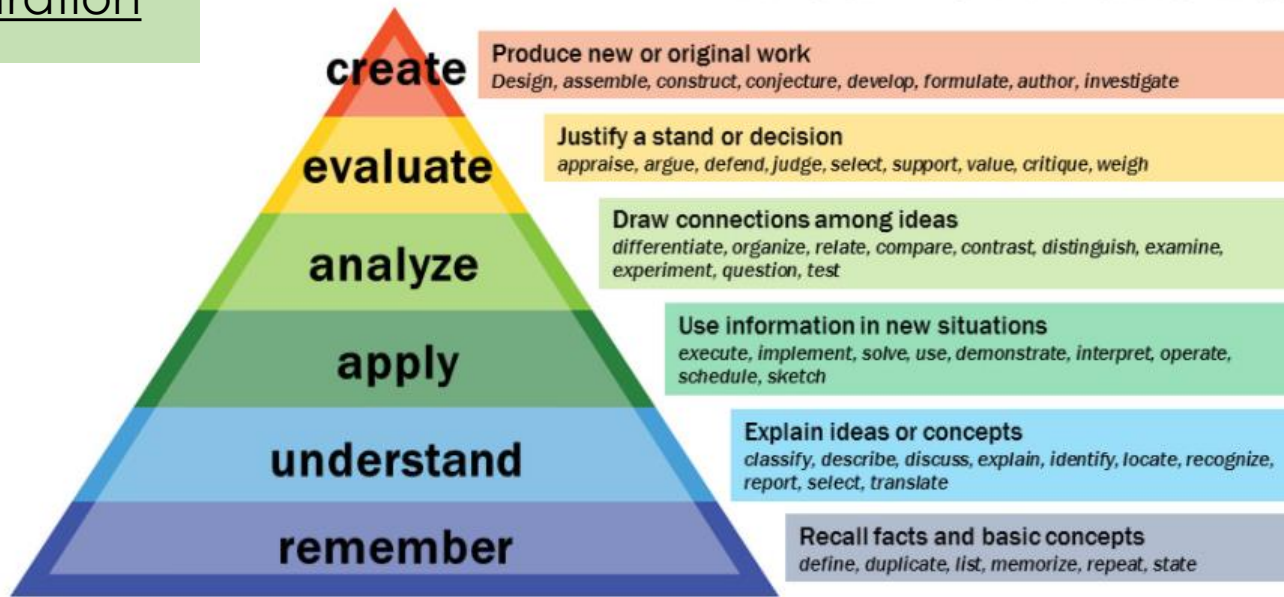 create
Produce new or original work
Design, assemble, construct, conjecture, develop, formulate, author, investigate
evaluate
Justify a stand or decision
appraise, argue, defend, judge, select, support, value, critique, weigh
analyze
Draw connections among ideas
differentiate, organize, relate, compare, contrast, distinguish, examine,
experiment, question, test
apply
Use information in new situations
execute, implement, solve, use, demonstrate, interpret, operate,
schedule, sketch
understand
Explain ideas or concepts
classify, describe, discuss, explain, identify, locate, recognize,
report, select, translate
remember
Recall facts and basic concepts
define, duplicate, list, memorize, repeat, state